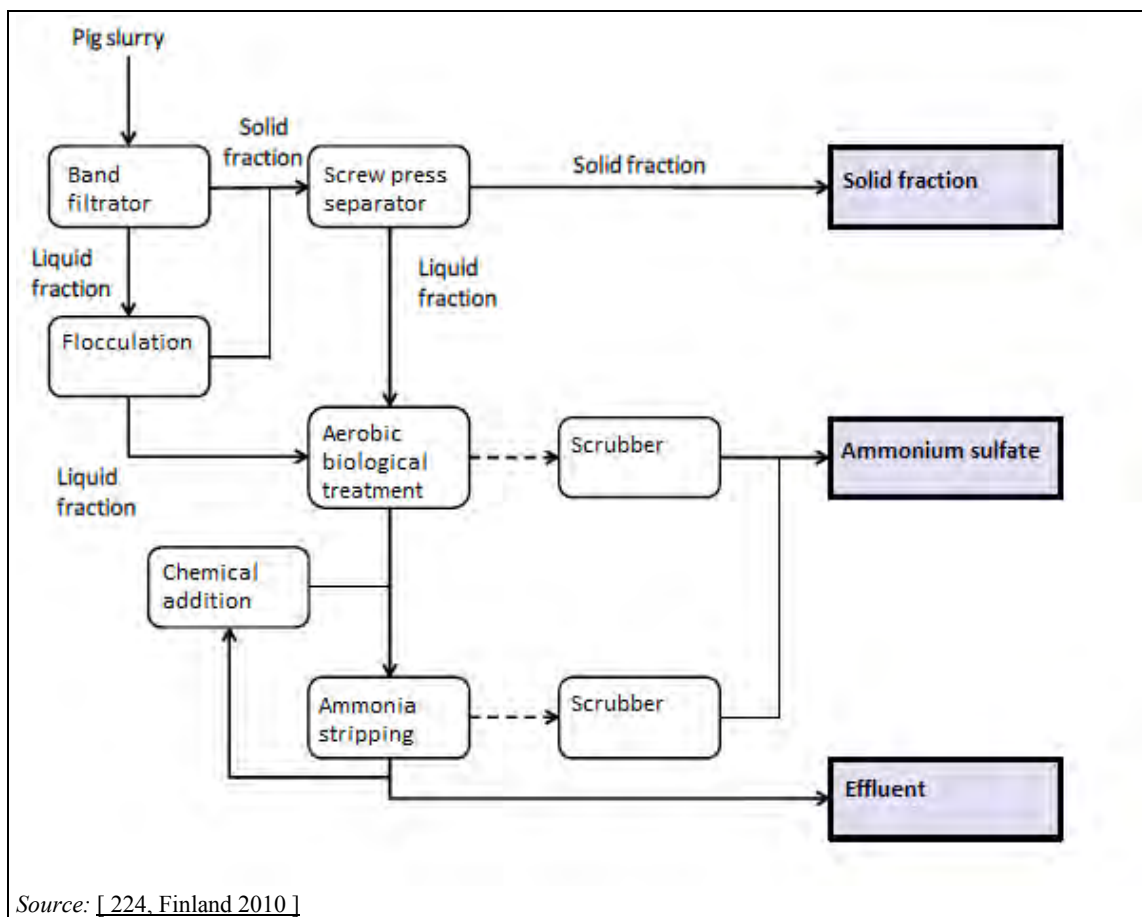 Pig slurry
Solid
fraction
Band
filtrator
Screw press
separator
Solid fraction
Solid fraction
Liquid
fraction
Liquid
fraction
Flocculation
Aerobic
biological
treatment
Scrubber
Ammonium sulfate
Liquid
fraction
Chemical
addition
Ammonia
stripping
Scrubber
Effluent
Source: [ 224, Finland 2010 ]